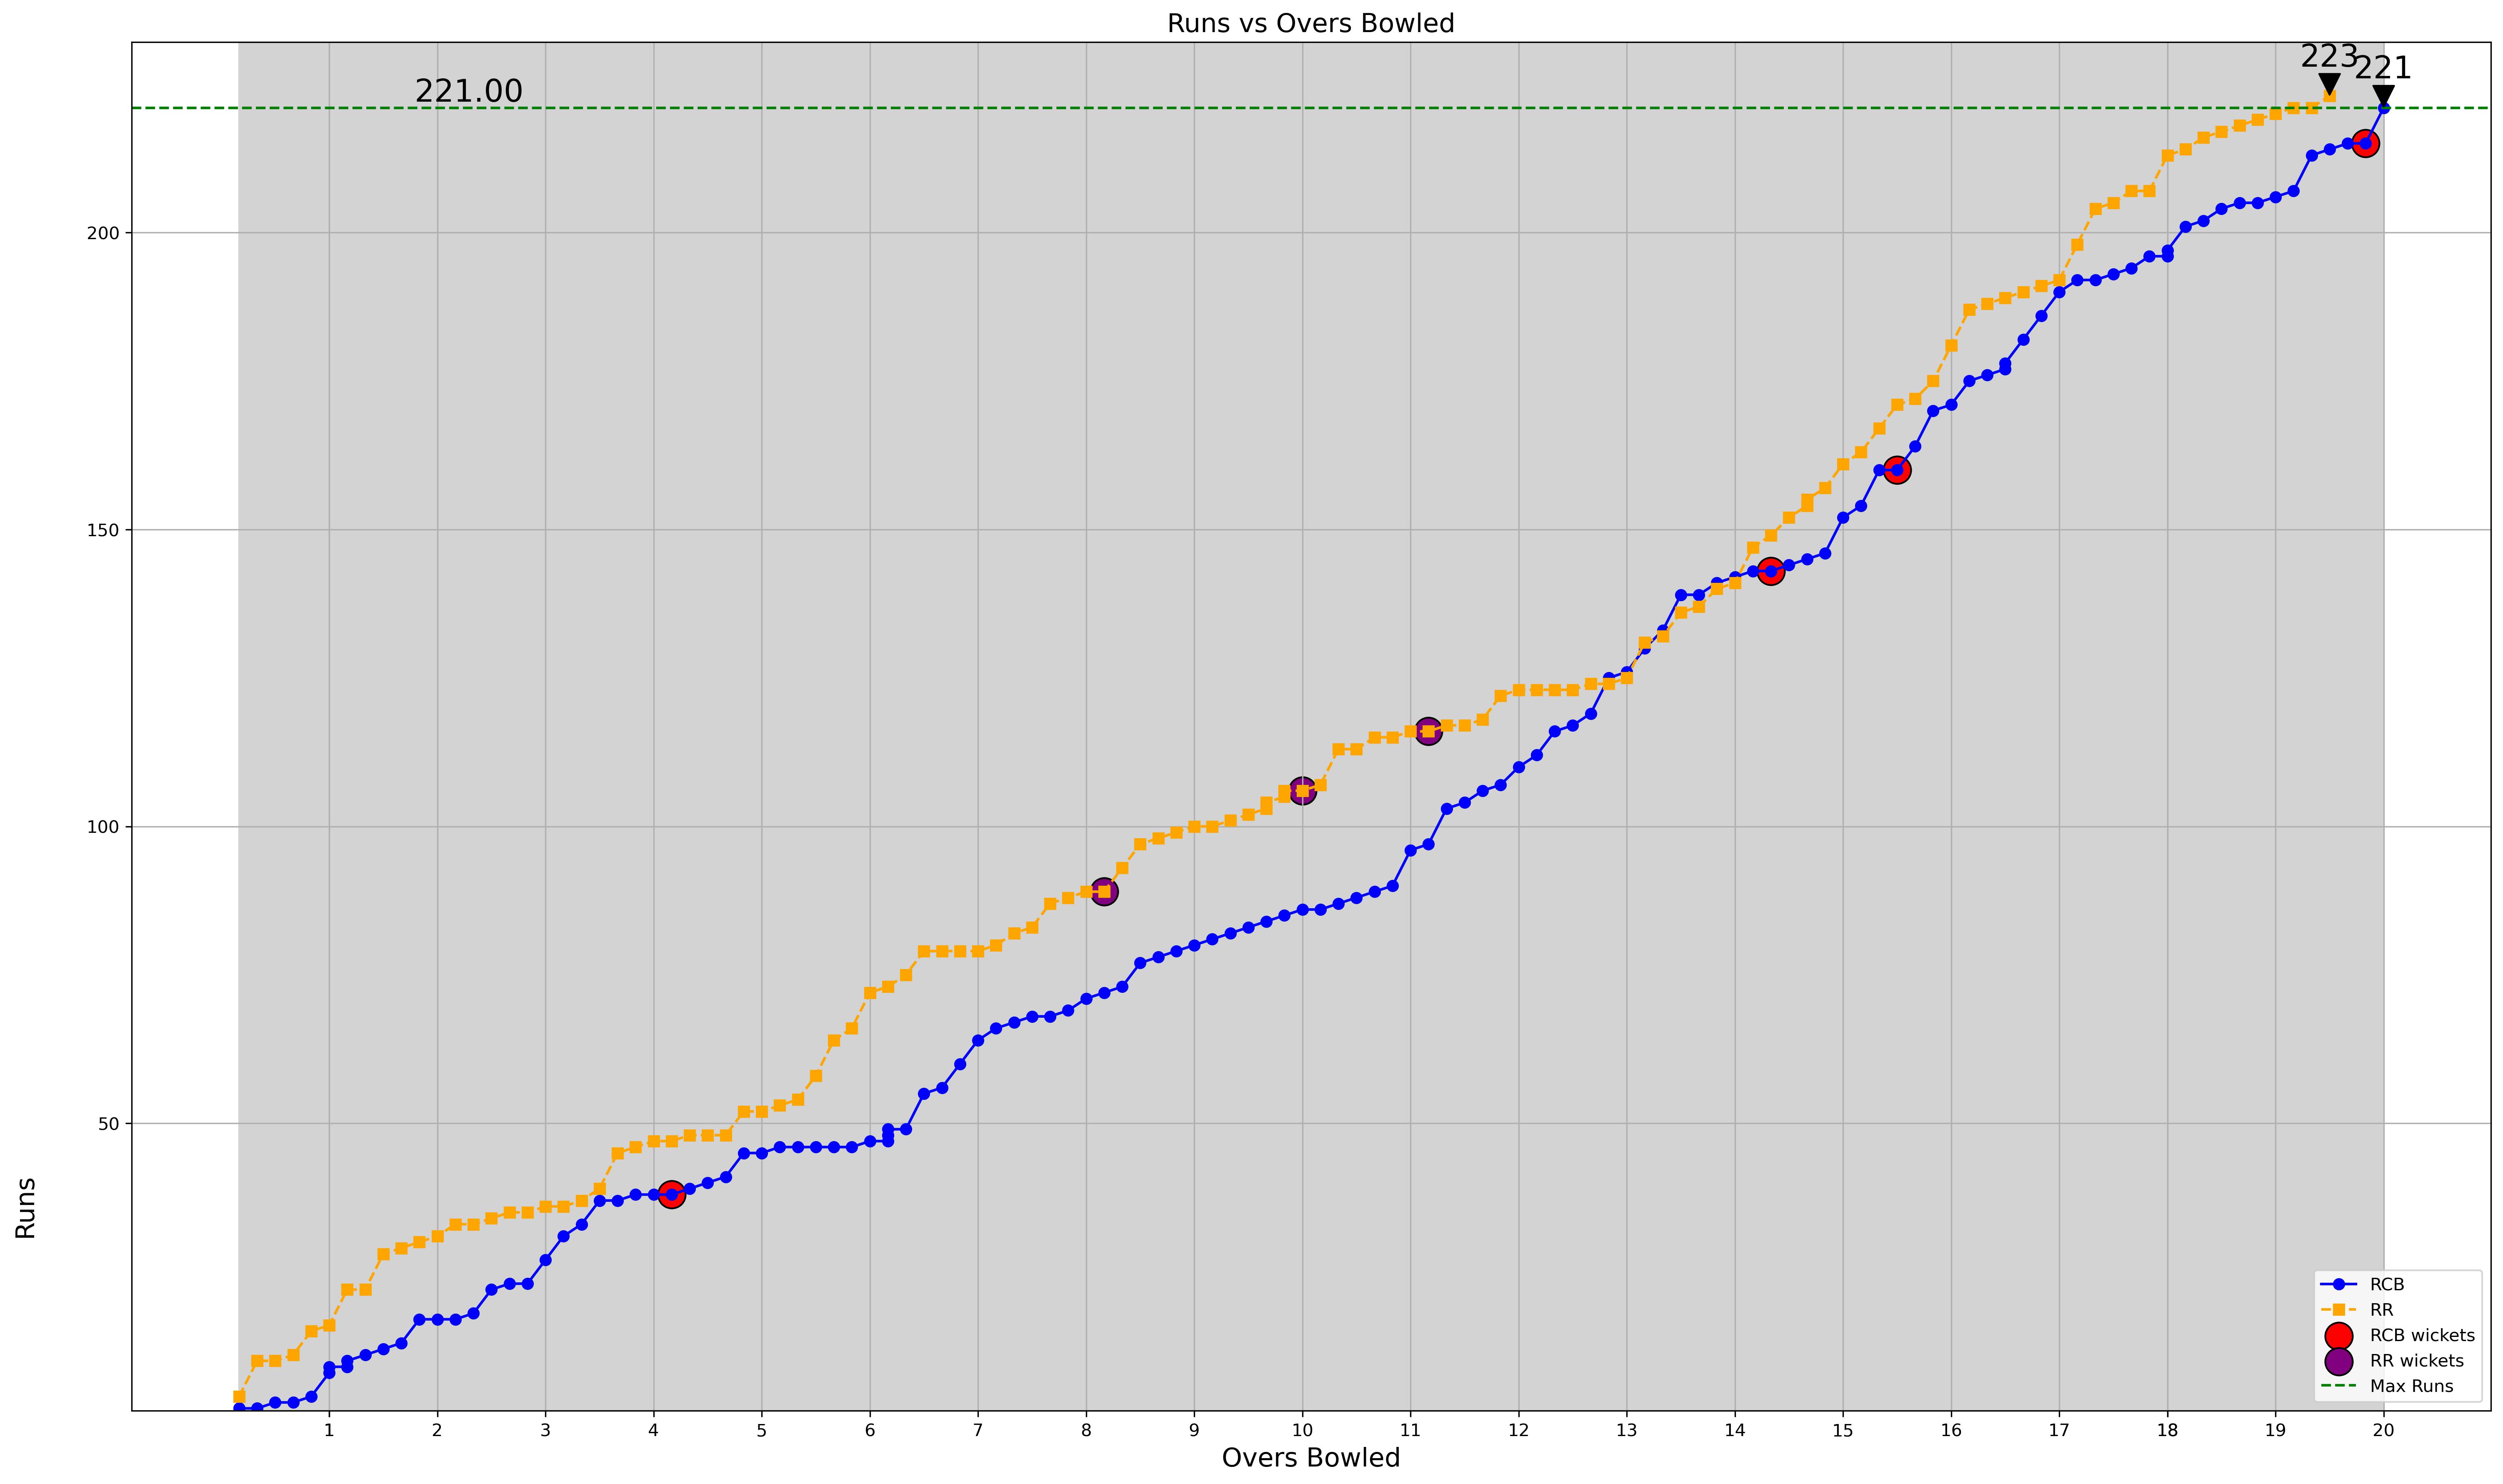 Runs vs Overs Bowled
223
221
221.00
200
150
100
50
Runs
1 2 3 4 5 6 7 8 9 10 11 12 13 14 15 16 17 18 19 20
Overs Bowled
RCB
RR
RCB wickets
RR wickets
Max Runs